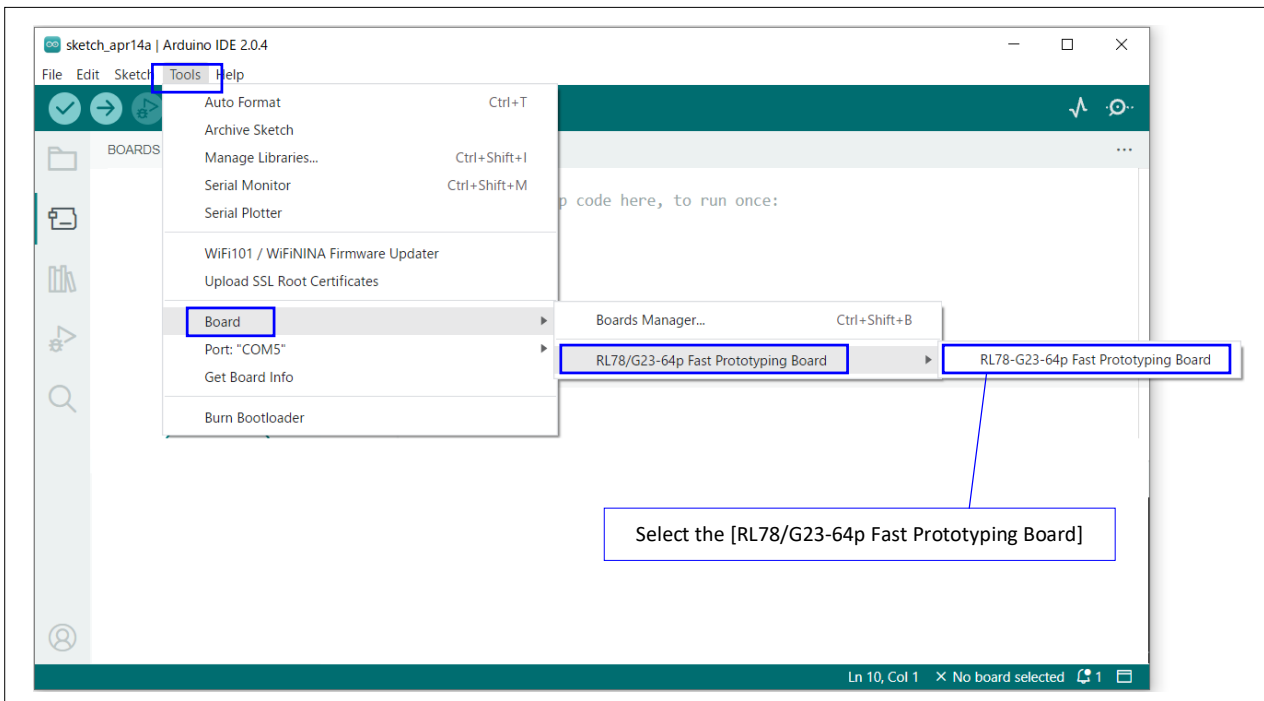 sketch_apr14a | Arduino IDE 2.0.4
File Edit Sketch Tools Help
Auto Format Ctrl+T
Archive Sketch
BOARDS
Manage Libraries... Ctrl+Shift+I
Serial Monitor Ctrl+Shift+M
p code here, to run once:
Serial Plotter
WiFi101 / WiFiNINA Firmware Updater
Upload SSL Root Certificates
Board
Boards Manager... Ctrl+Shift+B
Port: "COM5"
RL78/G23-64p Fast Prototyping Board
RL78-G23-64p Fast Prototyping Board
Get Board Info
Burn Bootloader
Select the [RL78/G23-64p Fast Prototyping Board]
Ln 10, Col 1 × No board selected 1